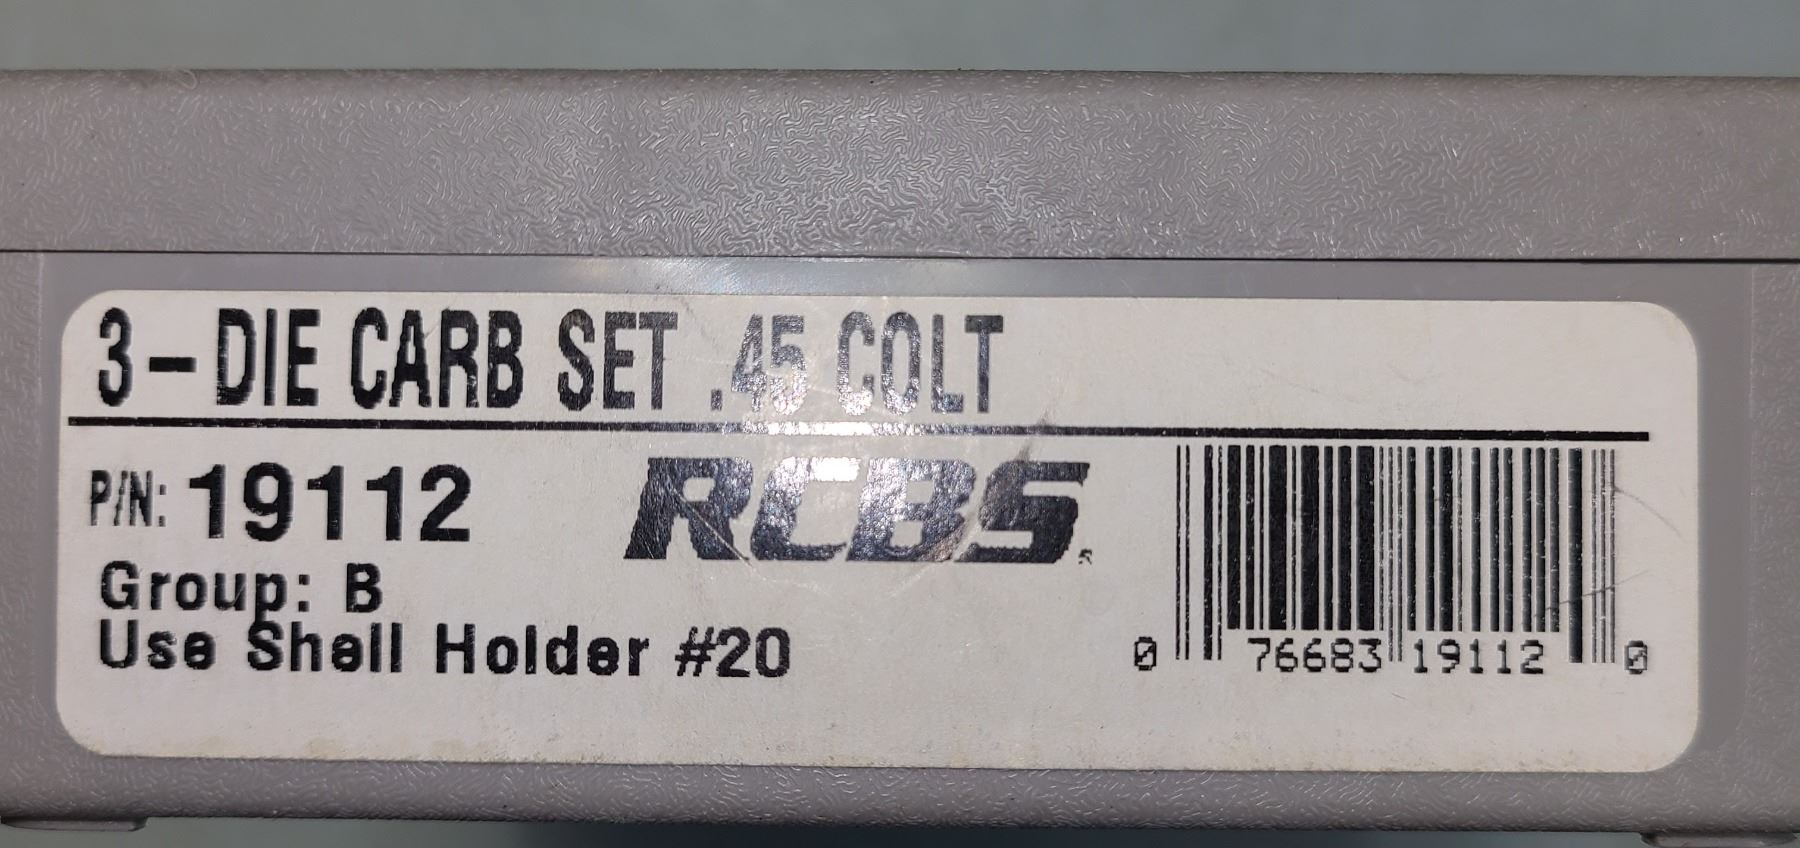 3-DIE CARB SET .45 COLT
P/N: 19112
RCBS
Group: B
Use Shell Holder #20
0 76683 19112 0